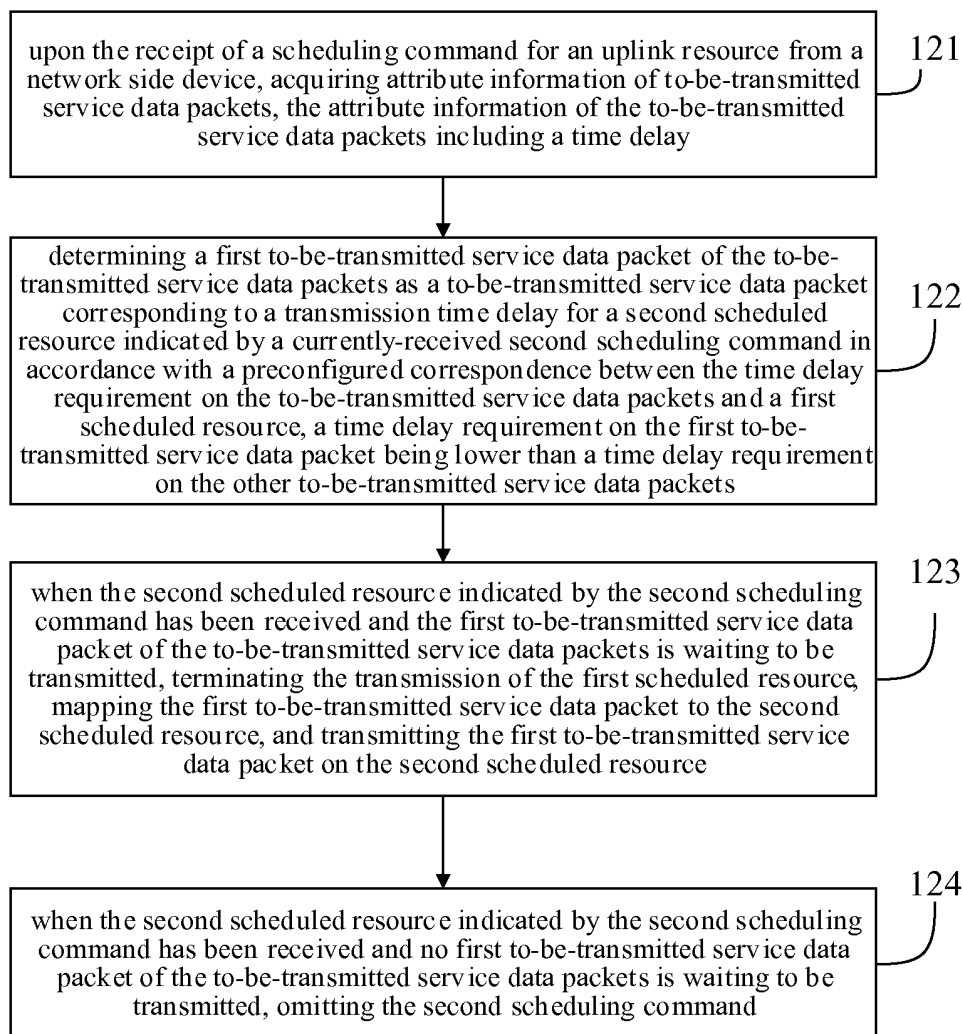 upon the receipt of a scheduling command for an uplink resource from a
network side device, acquiring attribute information of to-be-transmitted
service data packets, the attribute information of the to-be-transmitted
service data packets including a time delay
121
determining a first to-be-transmitted service data packet of the to-be-
transmitted service data packets as a to-be-transmitted service data packet
corresponding to a transmission time delay for a second scheduled
resource indicated by a currently-received second scheduling command in
accordance with a preconfigured correspondence between the time delay
requirement on the to-be-transmitted service data packets and a first
scheduled resource, a time delay requirement on the first to-be-
transmitted service data packet being lower than a time delay requirement
on the other to-be-transmitted service data packets
122
when the second scheduled resource indicated by the second scheduling
command has been received and the first to-be-transmitted service data
packet of the to-be-transmitted service data packets is waiting to be
transmitted, terminating the transmission of the first scheduled resource,
mapping the first to-be-transmitted service data packet to the second
scheduled resource, and transmitting the first to-be-transmitted service
data packet on the second scheduled resource
123
when the second scheduled resource indicated by the second scheduling
command has been received and no first to-be-transmitted service data
packet of the to-be-transmitted service data packets is waiting to be
transmitted, omitting the second scheduling command
124